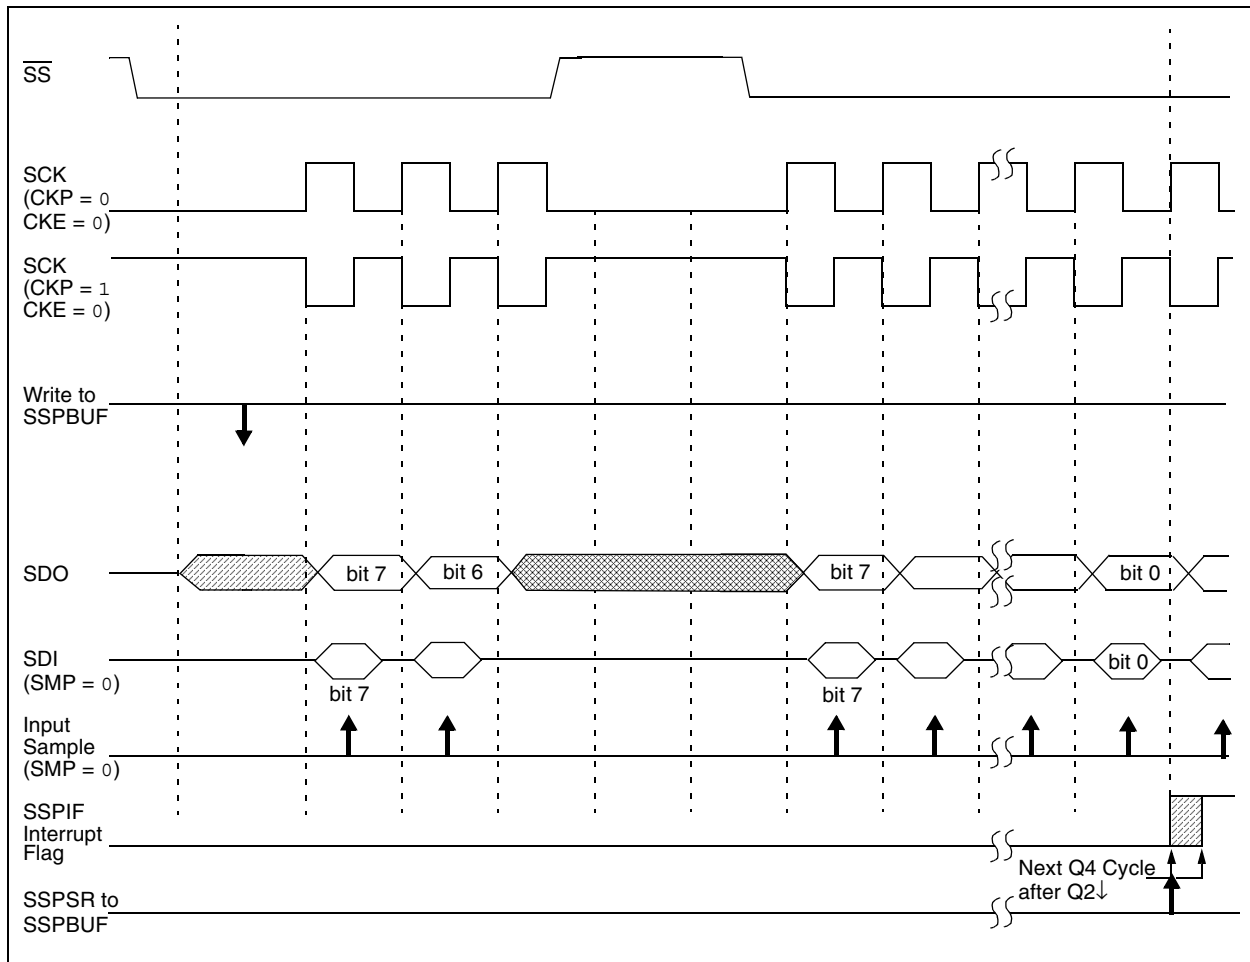 SS
SCK
(CKP = 0
CKE = 0)
SCK
(CKP = 1
CKE = 0)
Write to
SSPBUF
SDO
bit 7
bit 6
bit 7
bit 0
SDI
(SMP = 0)
bit 7
bit 7
bit 0
Input
Sample
(SMP = 0)
SSPIF
Interrupt
Flag
Next Q4 Cycle
after Q2↓
SSPSR to
SSPBUF